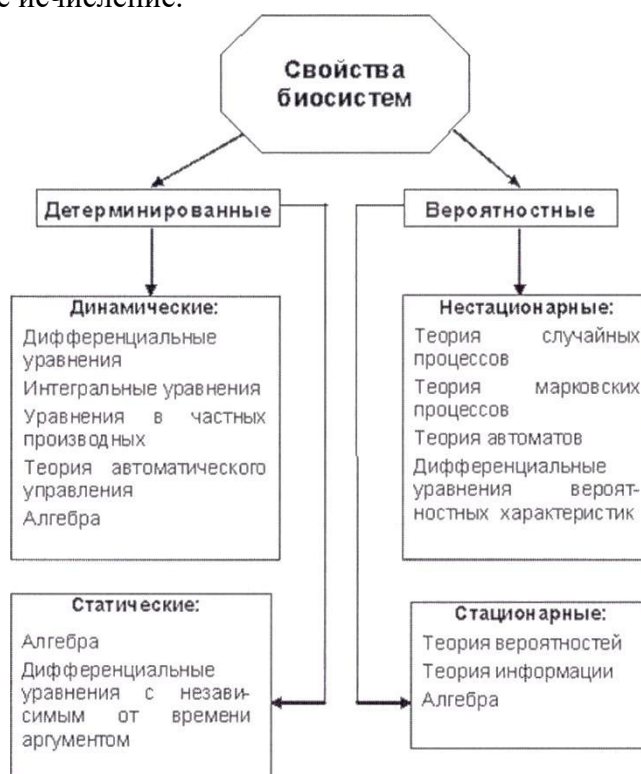 е исчисление.
Свойства
биосистем
Детерминированные
Вероятностные
Динамические:
Дифференциальные
уравнения
Интегральные уравнения
Уравнения в частных
производных
Теория автоматического
управления
Алгебра
Нестационарные:
Теория случайных
процессов
Теория марковских
процессов
Теория автоматов
Дифференциальные
уравнения вероят-
ностных характеристик
Статические:
Алгебра
Дифференциальные
уравнения с незави-
симым от времени
аргументом
Стационарные:
Теория вероятностей
Теория информации
Алгебра